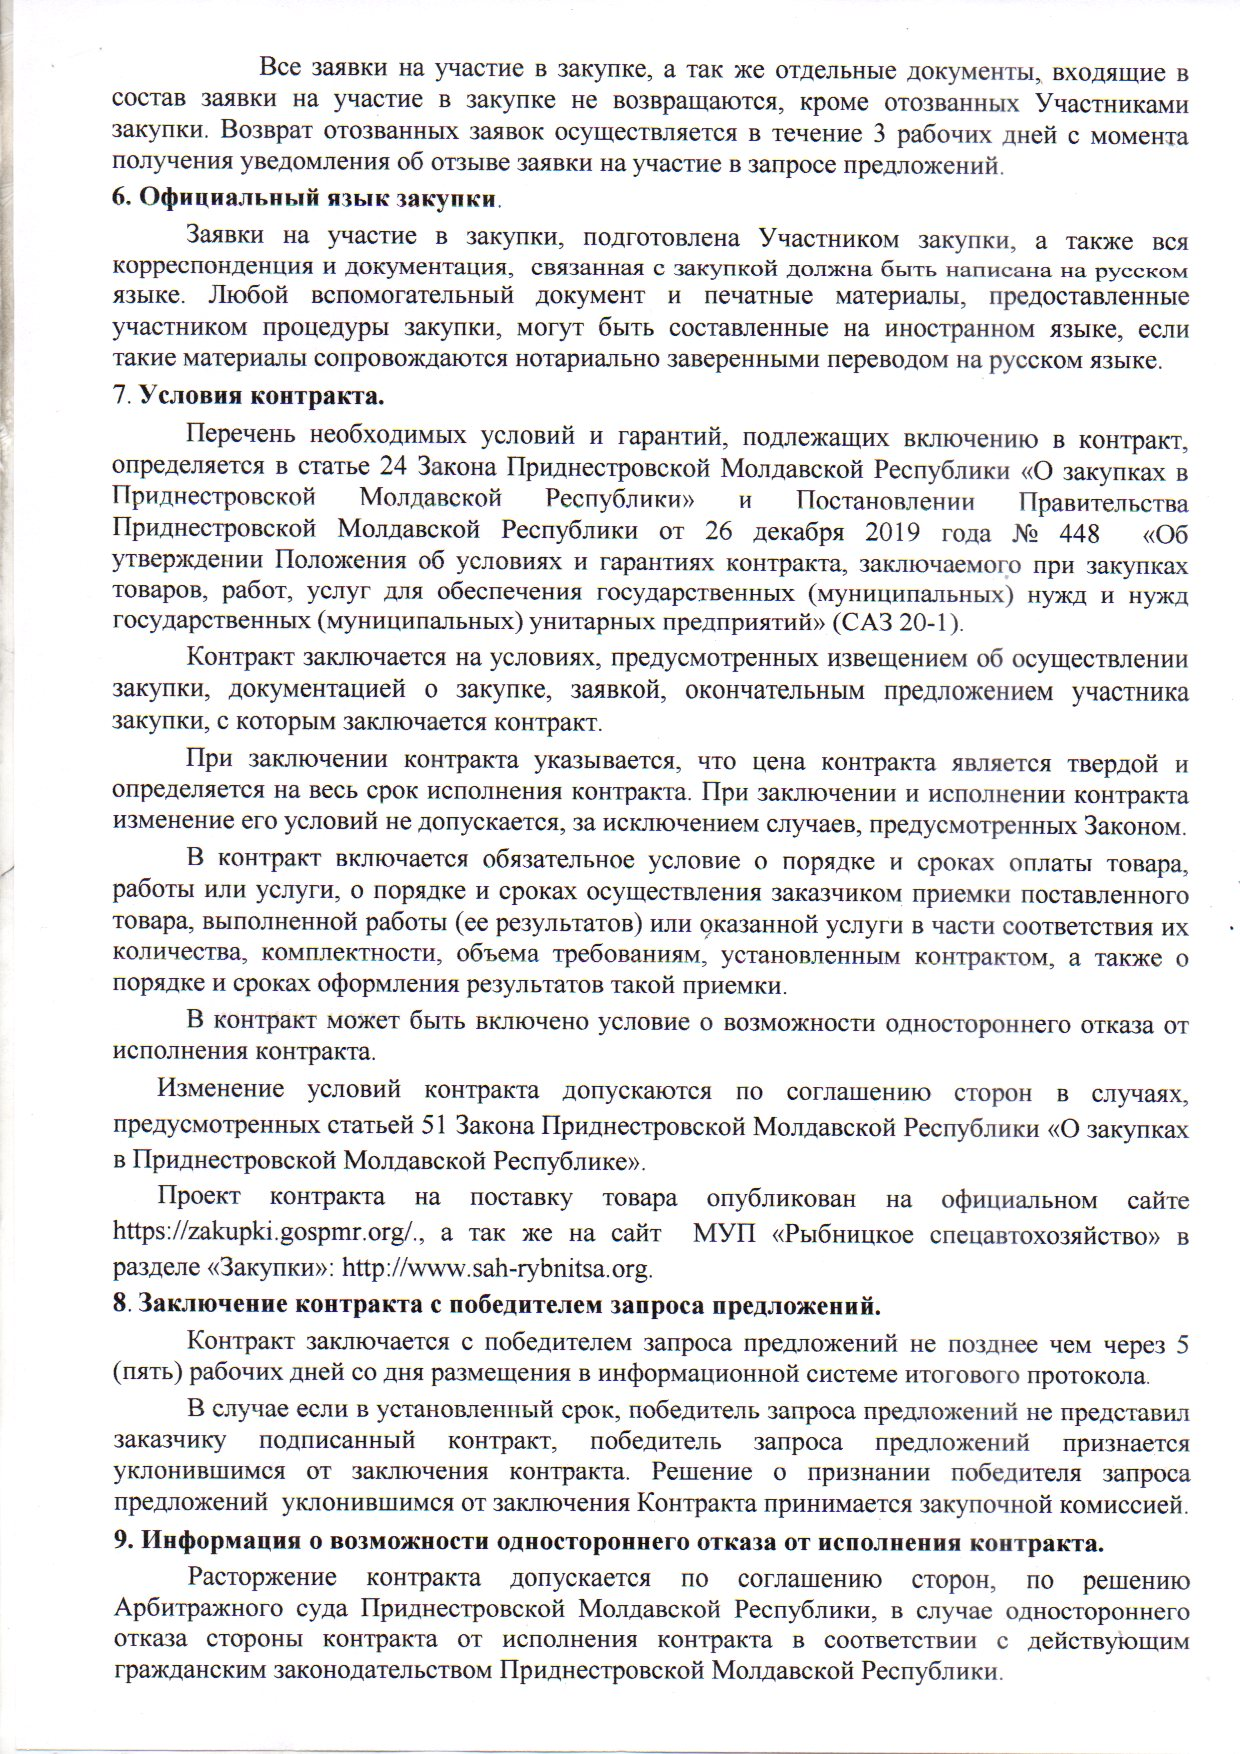 Все заявки на участие в закупке, а так же отдельные документы, входящие в
состав заявки на участие в закупке не возвращаются, кроме отозванных Участниками
закупки. Возврат отозванных заявок осуществляется в течение 3 рабочих дней с момента
получения уведомления об отзыве заявки на участие в запросе предложений.
6. Официальный язык закупки.
Заявки на участие в закупки, подготовлена Участником закупки, а также вся
корреспонденция и документация, связанная с закупкой должна быть написана на русском
языке. Любой вспомогательный документ и печатные материалы, предоставленные
участником процедуры закупки, могут быть составленные на иностранном языке, если
такие материалы сопровождаются нотариально заверенными переводом на русском языке.
7. Условия контракта.
Перечень необходимых условий и гарантий, подлежащих включению в контракт,
определяется в статье 24 Закона Приднестровской Молдавской Республики «О закупках в
Приднестровской Молдавской Республики» и Постановлении Правительства
Приднестровской Молдавской Республики от 26 декабря 2019 года № 448 «Об
утверждении Положения об условиях и гарантиях контракта, заключаемого при закупках
товаров, работ, услуг для обеспечения государственных (муниципальных) нужд и нужд
государственных (муниципальных) унитарных предприятий» (САЗ 20-1).
Контракт заключается на условиях, предусмотренных извещением об осуществлении
закупки, документацией о закупке, заявкой, окончательным предложением участника
закупки, с которым заключается контракт.
При заключении контракта указывается, что цена контракта является твердой и
определяется на весь срок исполнения контракта. При заключении и исполнении контракта
изменение его условий не допускается, за исключением случаев, предусмотренных Законом.
В контракт включается обязательное условие о порядке и сроках оплаты товара,
работы или услуги, о порядке и сроках осуществления заказчиком приемки поставленного
товара, выполненной работы (ее результатов) или оказанной услуги в части соответствия их
количества, комплектности, объема требованиям, установленным контрактом, а также о
порядке и сроках оформления результатов такой приемки.
В контракт может быть включено условие о возможности одностороннего отказа от
исполнения контракта.
Изменение условий контракта допускаются по соглашению сторон в случаях,
предусмотренных статьей 51 Закона Приднестровской Молдавской Республики «О закупках
в Приднестровской Молдавской Республике».
Проект контракта на поставку товара опубликован на официальном сайте
https://zakupki.gospmr.org/., а так же на сайт МУП «Рыбницкое спецавтохозяйство» в
разделе «Закупки»: http://www.sah-rybnitsa.org.
8. Заключение контракта с победителем запроса предложений.
Контракт заключается с победителем запроса предложений не позднее чем через 5
(пять) рабочих дней со дня размещения в информационной системе итогового протокола.
В случае если в установленный срок, победитель запроса предложений не представил
заказчику подписанный контракт, победитель запроса предложений признается
уклонившимся от заключения контракта. Решение о признании победителя запроса
предложений уклонившимся от заключения Контракта принимается закупочной комиссией.
9. Информация о возможности одностороннего отказа от исполнения контракта.
Расторжение контракта допускается по соглашению сторон, по решению
Арбитражного суда Приднестровской Молдавской Республики, в случае одностороннего
отказа стороны контракта от исполнения контракта в соответствии с действующим
гражданским законодательством Приднестровской Молдавской Республики.